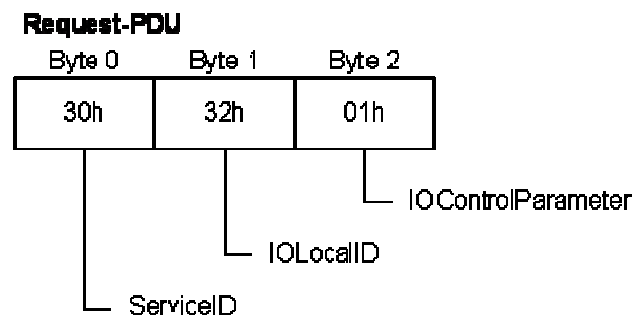 Request-PDU
Byte 0 Byte 1 Byte 2
30h 32h 01h
IOControlParameter
IOLocalID
ServiceID